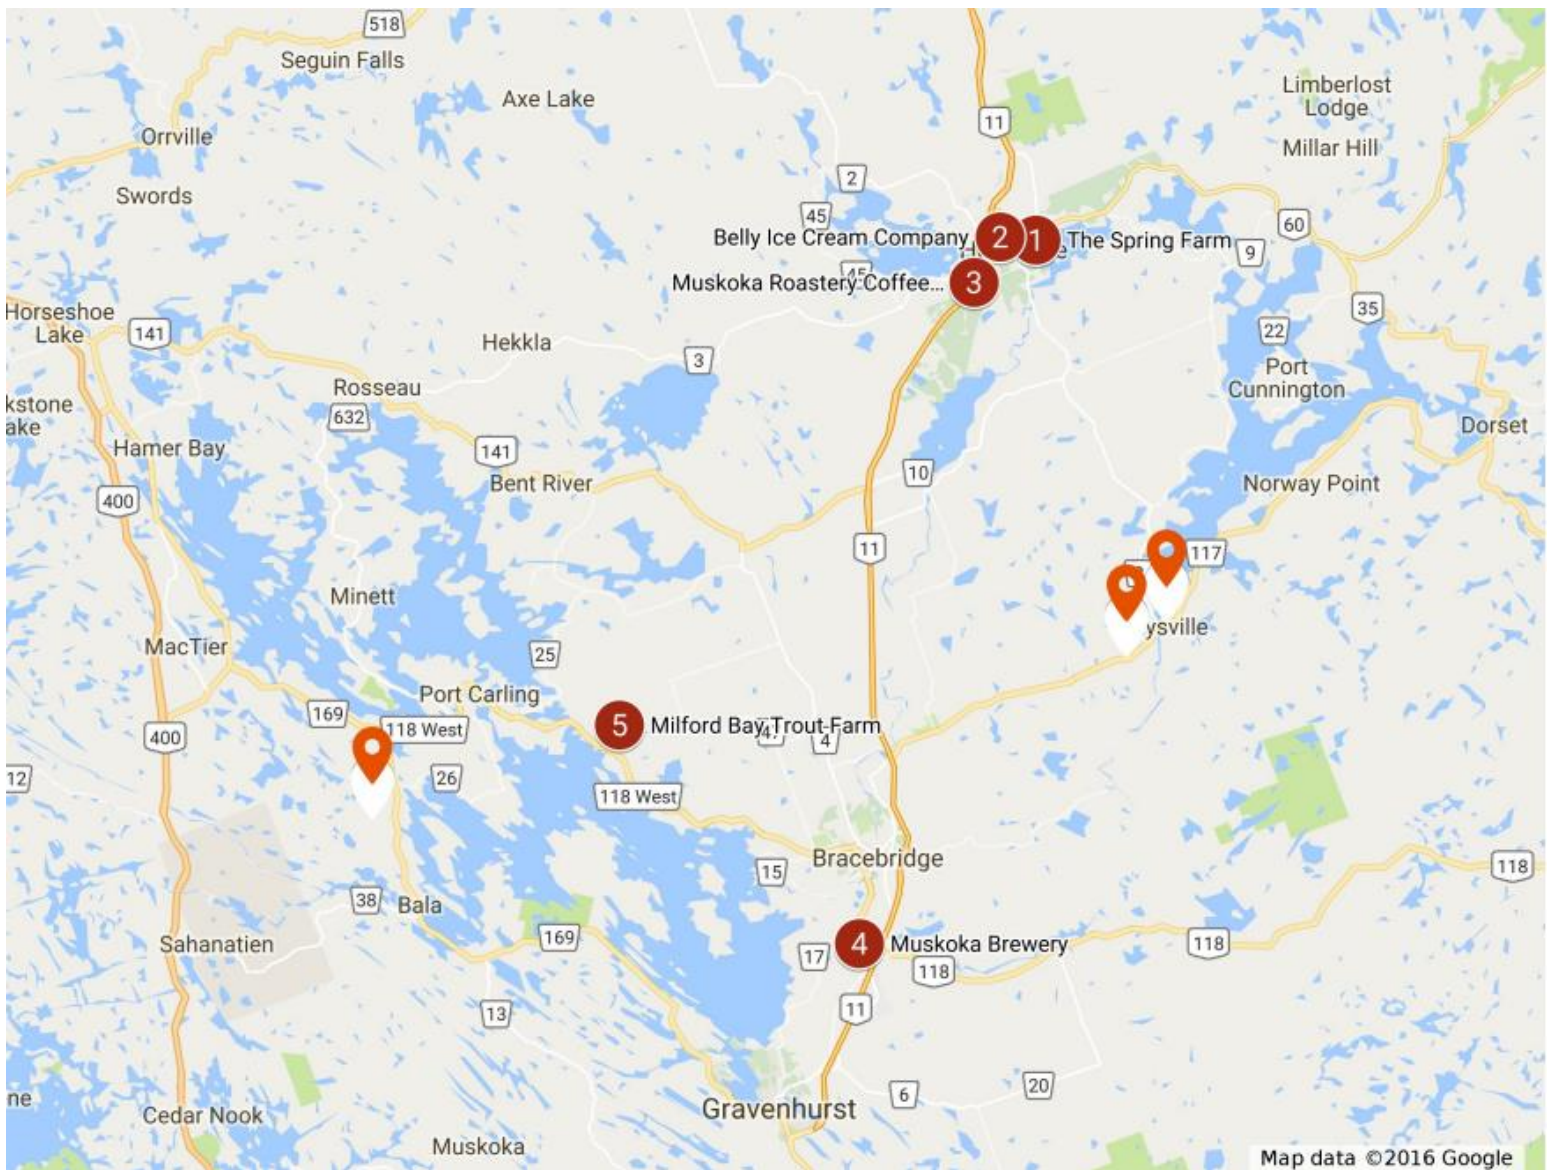 518
Seguin Falls
Axe Lake
Limberlost
Lodge
11
Orrville
Millar Hill
2
Swords
45
60
Belly Ice Cream Company
2
1
The Spring Farm
9
45
Muskoka Roastery Coffee...
3
Horseshoe
Lake
141
35
22
Hekkla
3
Port
Cunnington
Rosseau
kstone
ake
632
Dorset
Hamer Bay
141
10
Bent River
Norway Point
400
11
117
Minett
ysville
MacTier
25
Port Carling
169
118 West
5
Milford Bay Trout Farm
47
4
400
12
26
118 West
Bracebridge
15
118
38
Bala
169
Sahanatien
4
Muskoka Brewery
118
17
118
11
13
6
20
ne
Cedar Nook
Gravenhurst
Muskoka
Map data ©2016 Google